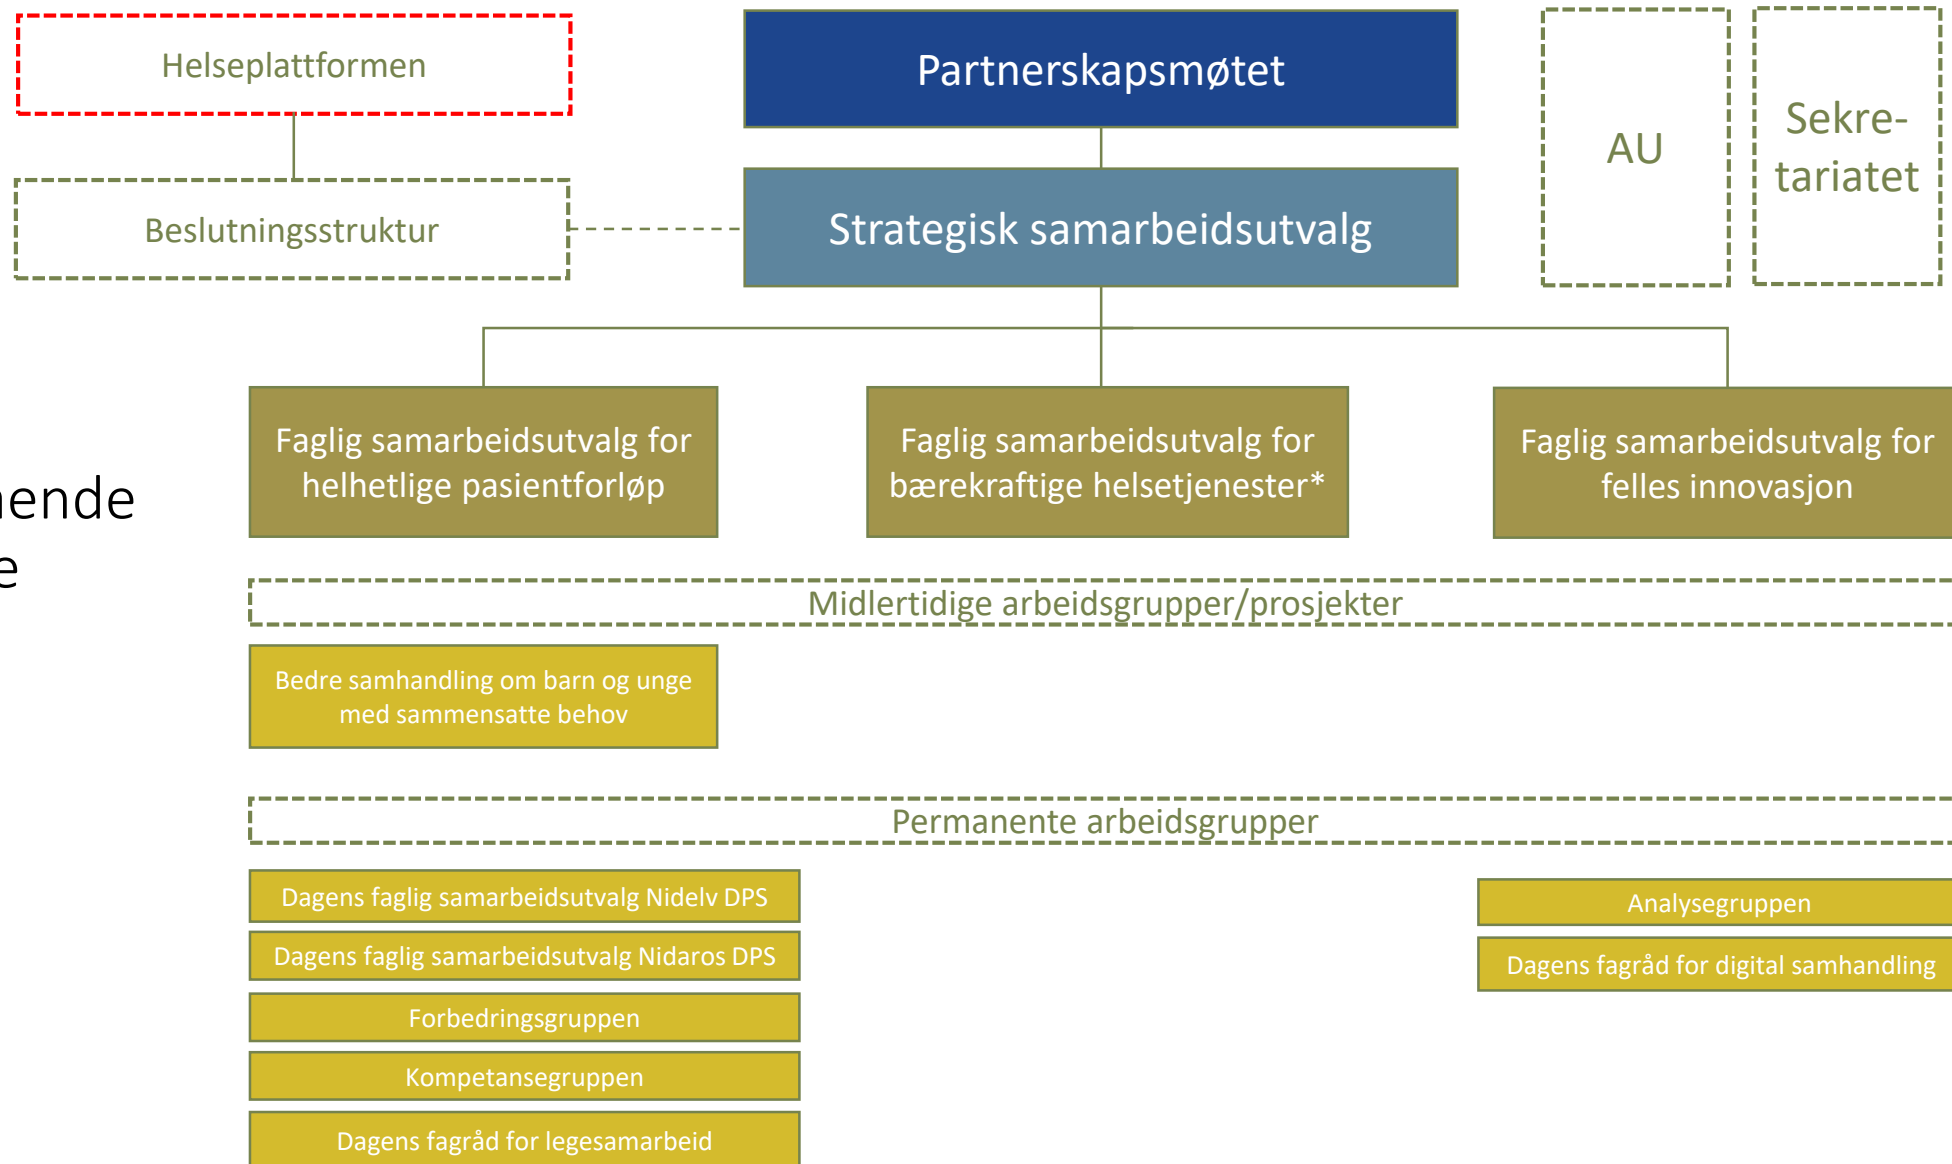 Helseplattformen
Partnerskapsmøtet
AU
Sekre-
tariatet
Beslutningsstruktur
Strategisk samarbeidsutvalg
Faglig samarbeidsutvalg for
helhetlige pasientforløp
Faglig samarbeidsutvalg for
bærekraftige helsetjenester*
Faglig samarbeidsutvalg for
felles innovasjon
Midlertidige arbeidsgrupper/prosjekter
Bedre samhandling om barn og unge
med sammensatte behov
Permanente arbeidsgrupper
Dagens faglig samarbeidsutvalg Nidelv DPS
Dagens faglig samarbeidsutvalg Nidaros DPS
Forbedringsgruppen
Kompetansegruppen
Dagens fagråd for legesamarbeid
Analysegruppen
Dagens fagråd for digital samhandling